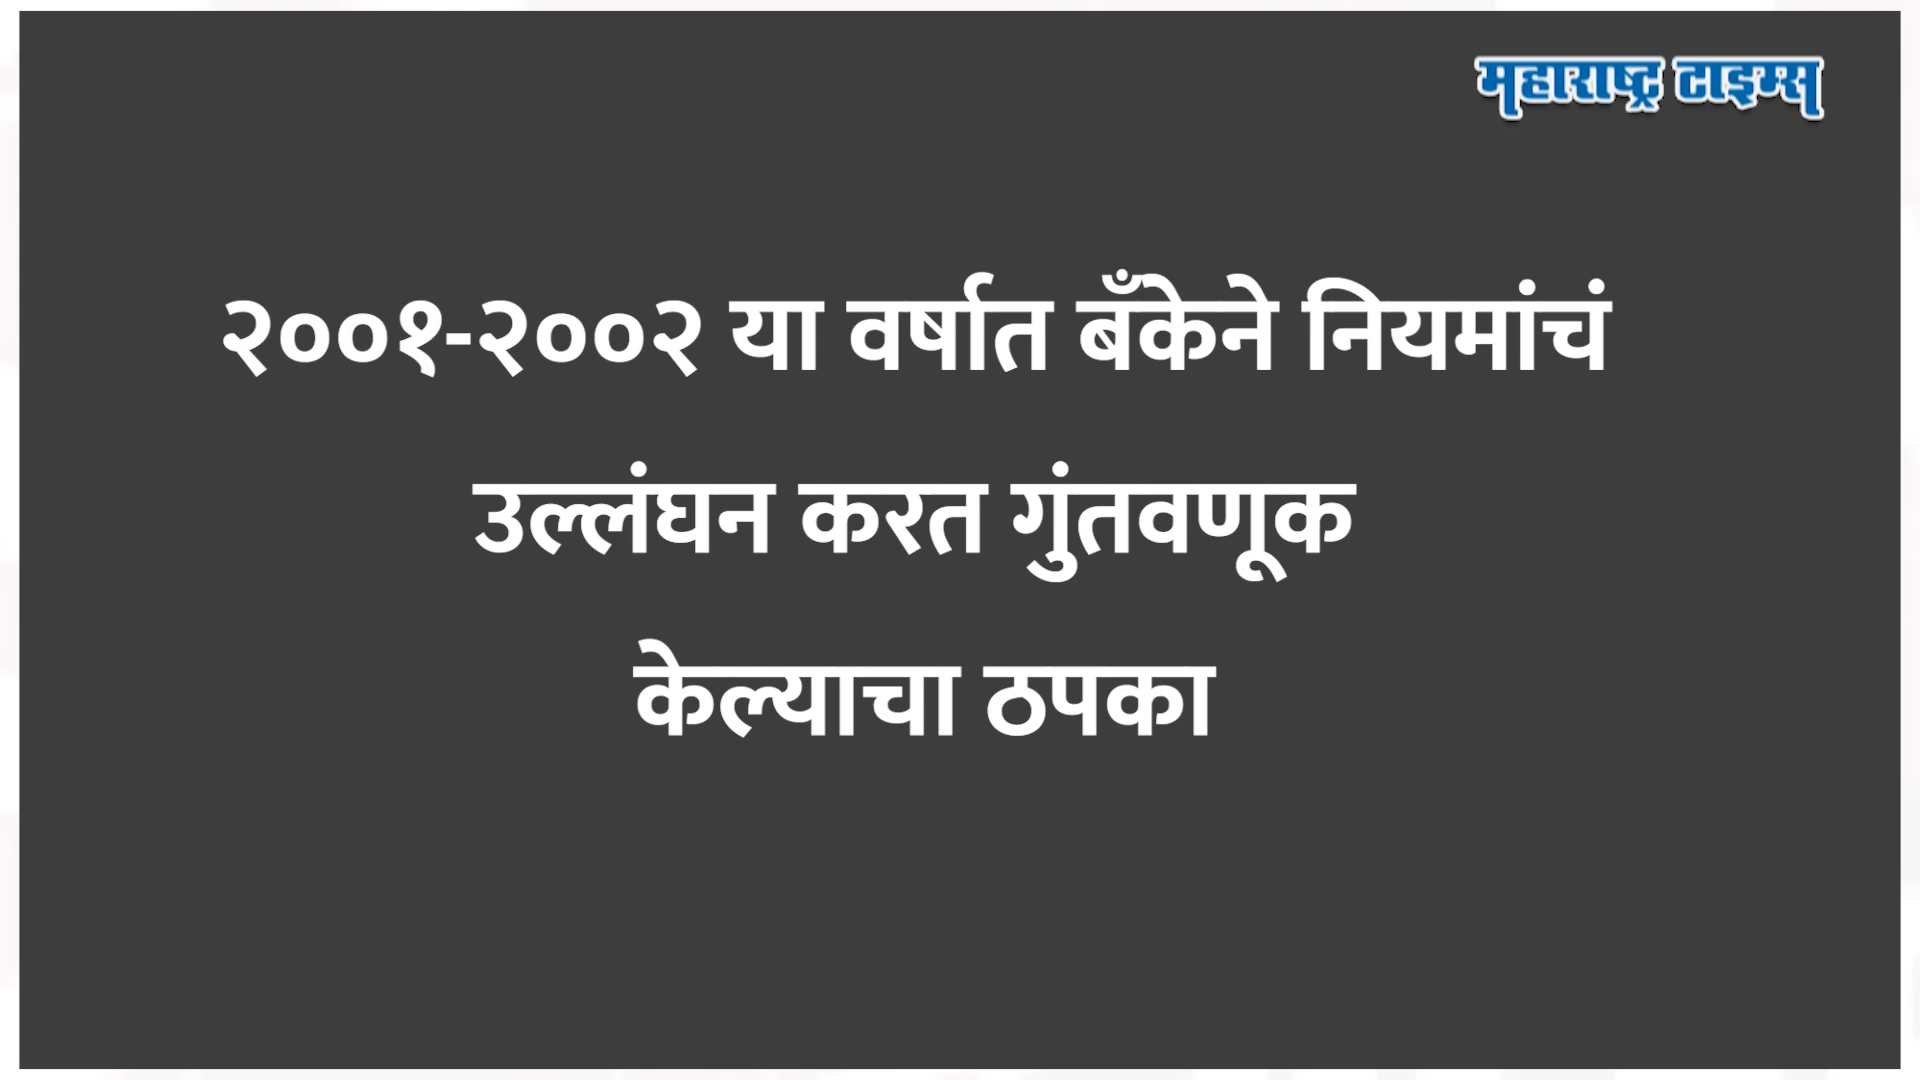 महाराष्ट्र टाइम्स
२००१-२००२ या वर्षात बँकेने नियमांचं
उल्लंघन करत गुंतवणूक
केल्याचा ठपका